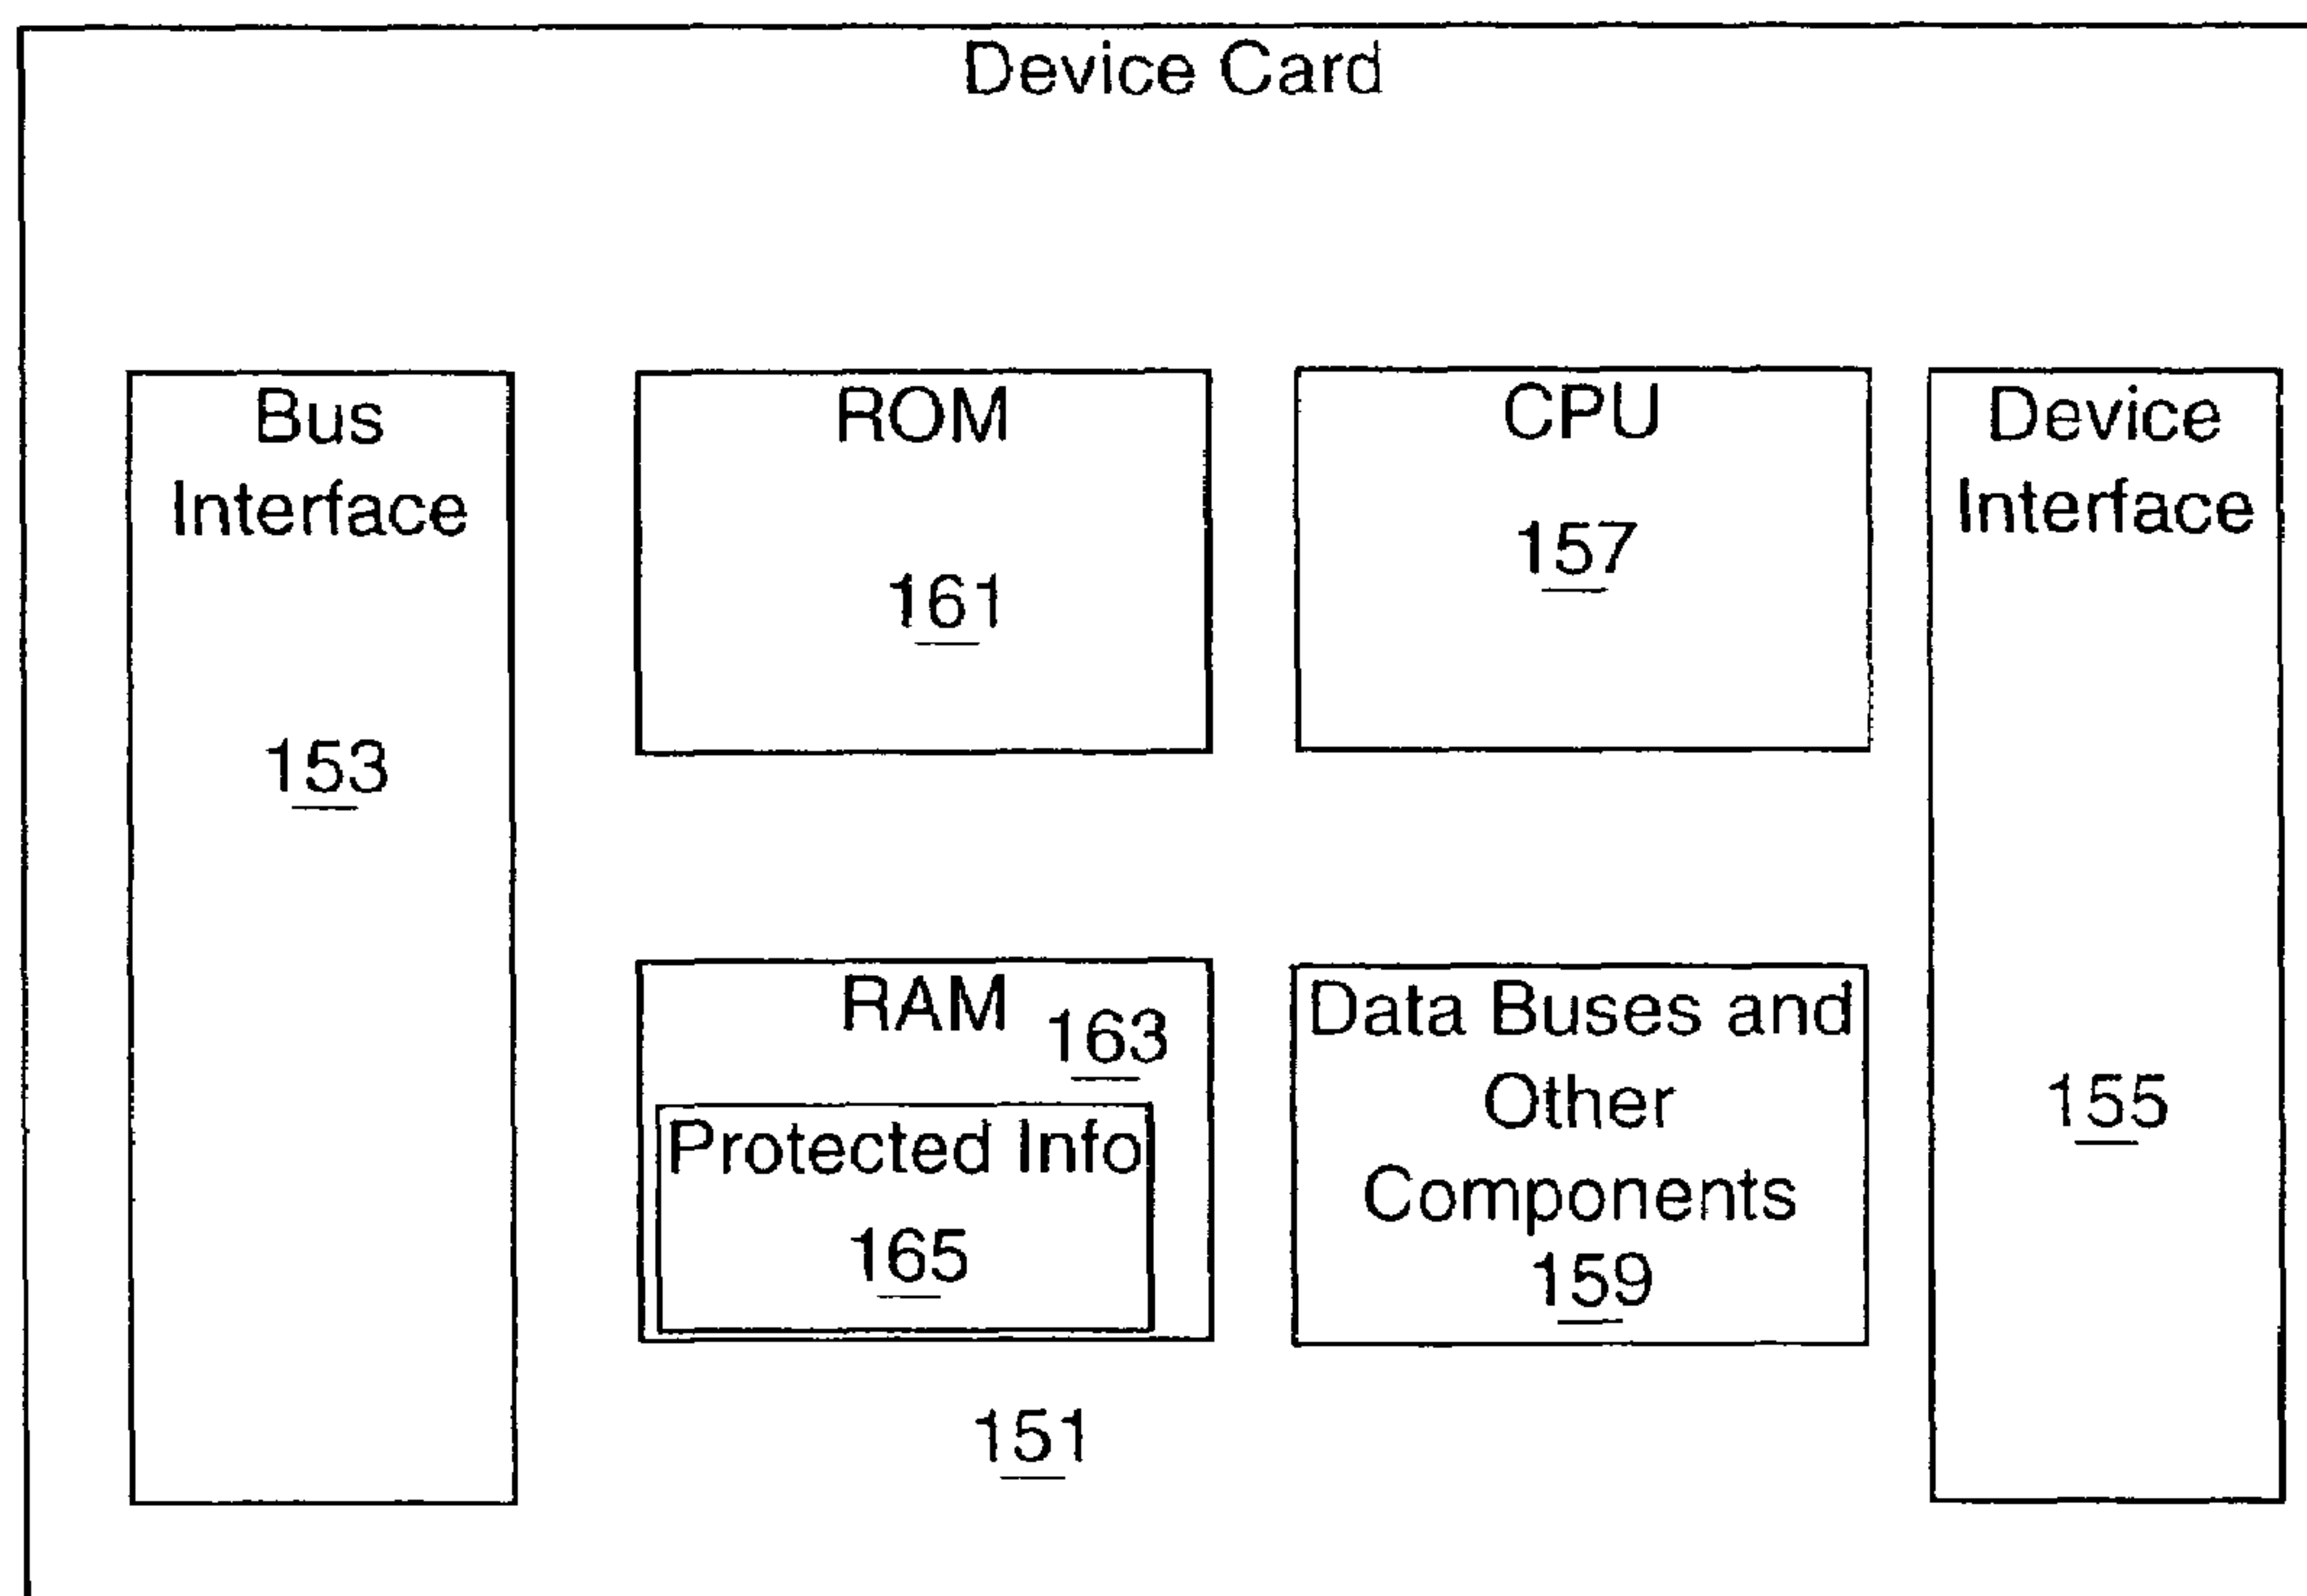 Device Card
Bus
Interface
153
ROM
161
CPU
157
Device
Interface
155
RAM
163
Protected Info
165
Data Buses and
Other
Components
159
151